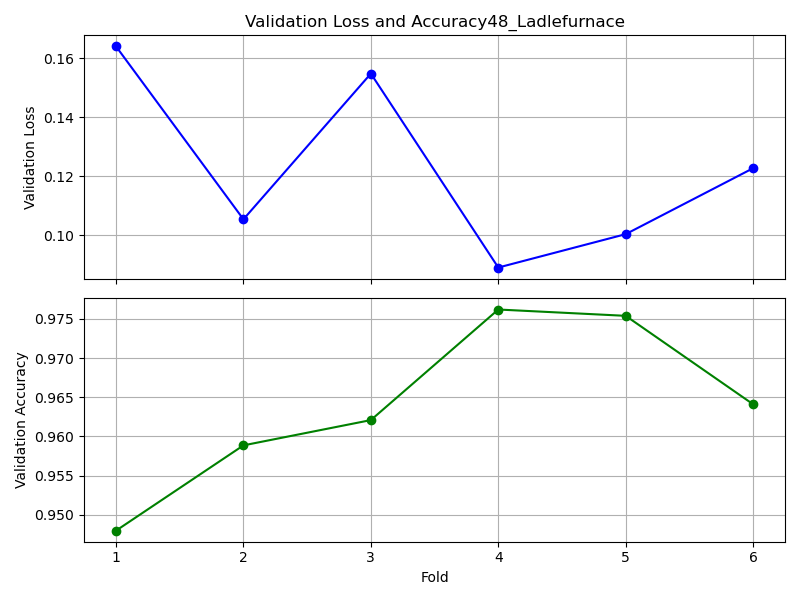 Validation Loss and Accuracy48_Ladlefurnace
0.16
0.14
0.12
0.10
Validation Loss
0.975
0.970
0.965
0.960
0.955
0.950
Validation Accuracy
1 2 3 4 5 6
Fold